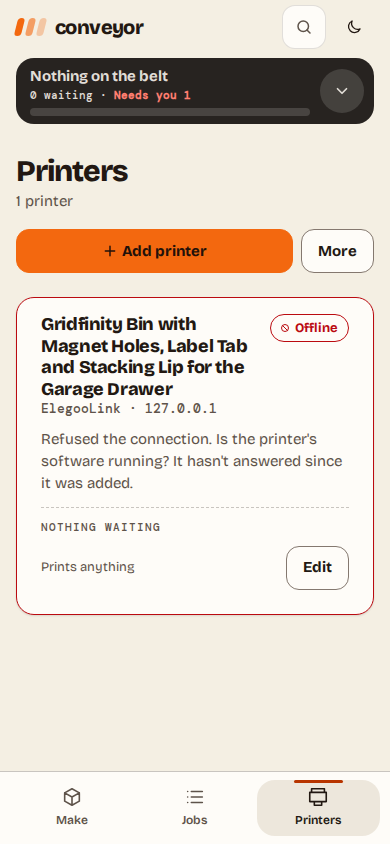 conveyor
Nothing on the belt
0 waiting · Needs you 1
Printers
1 printer
+ Add printer
More
Gridfinity Bin with
Magnet Holes, Label Tab
and Stacking Lip for the
Garage Drawer
Offline
ElegooLink · 127.0.0.1
Refused the connection. Is the printer's
software running? It hasn't answered since
it was added.
NOTHING WAITING
Prints anything
Edit
Make
Jobs
Printers